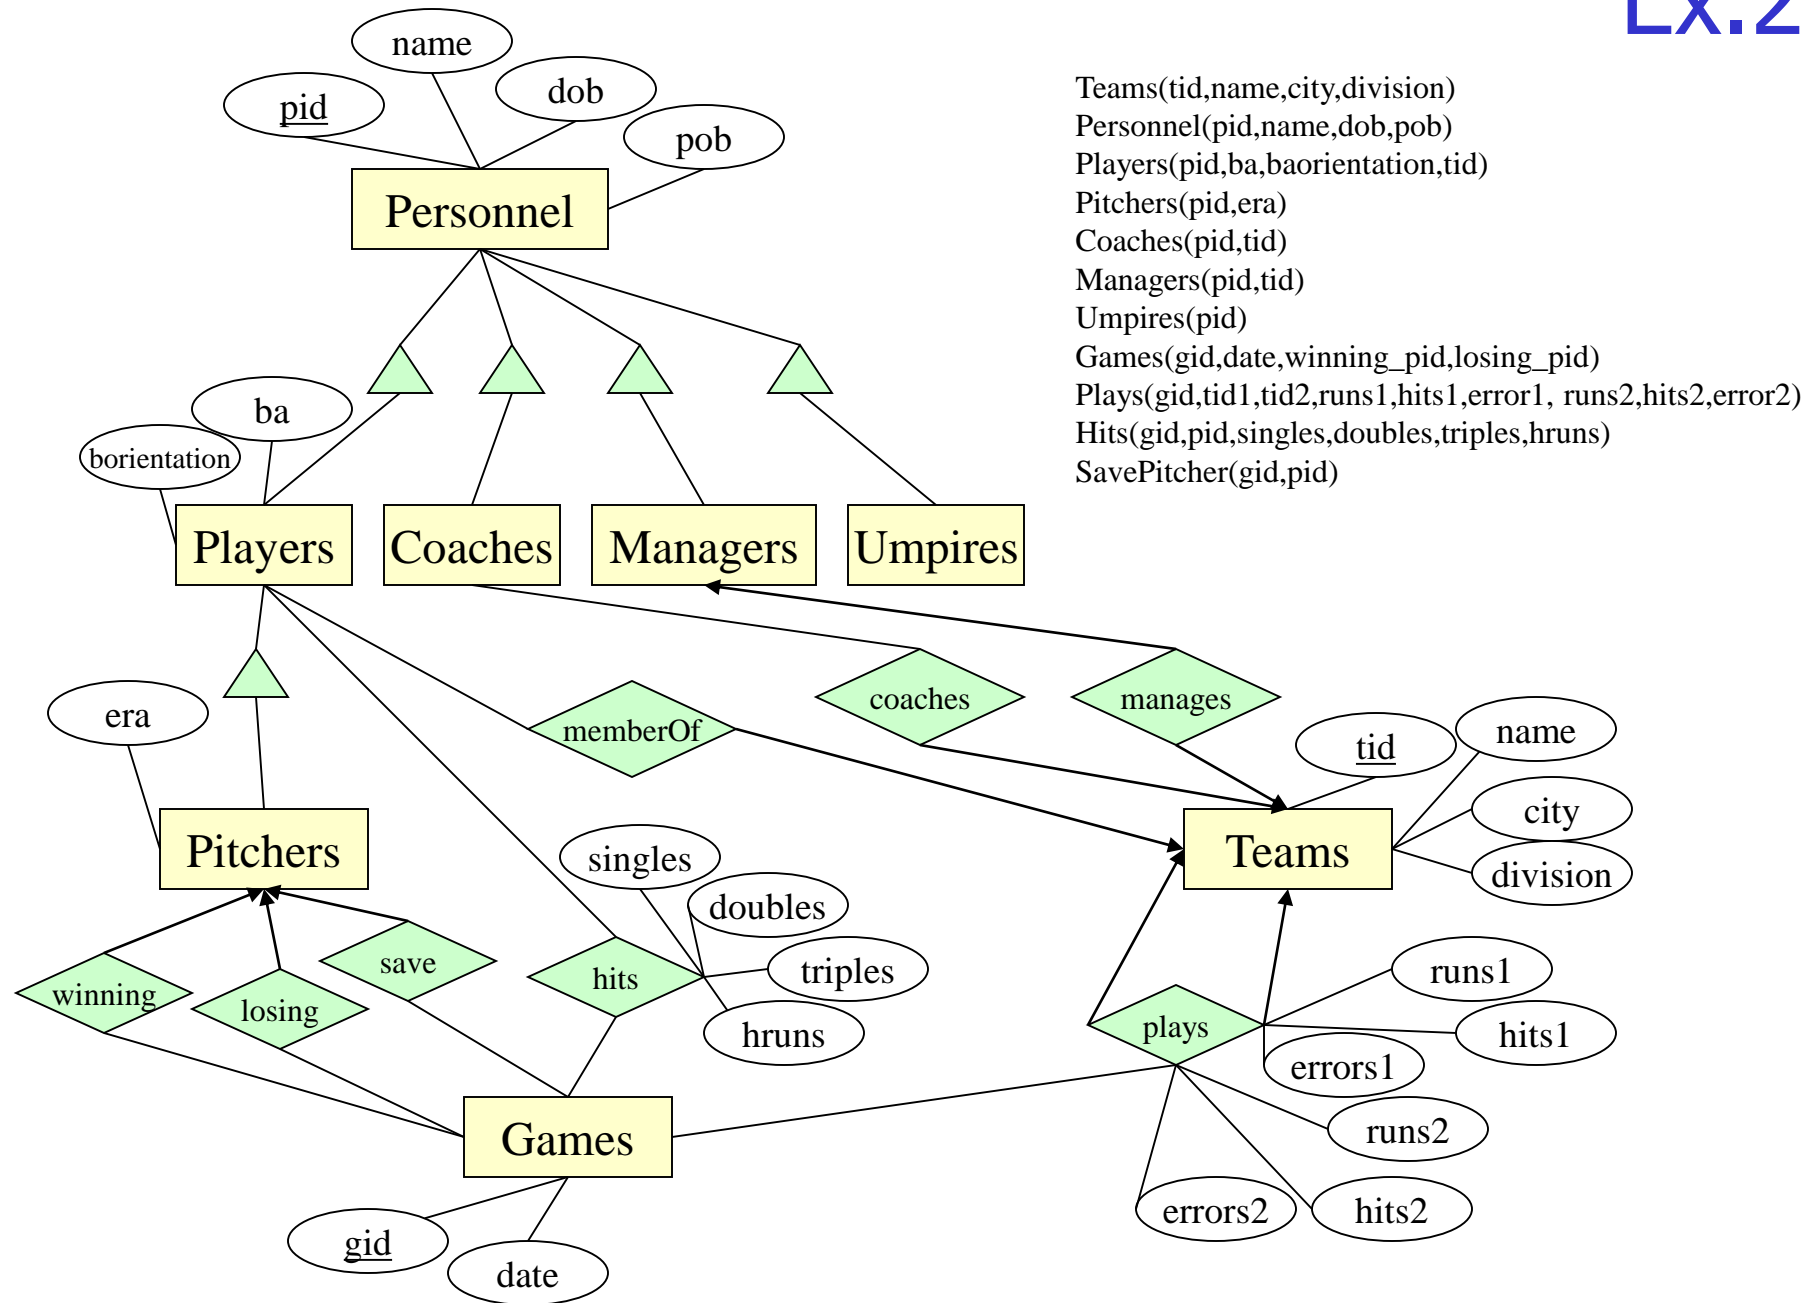 Ex.2
name
pid
dob
pob
Personnel
Teams(tid,name,city,division)
Personnel(pid,name,dob,pob)
Players(pid,ba,baorientation,tid)
Pitchers(pid,era)
Coaches(pid,tid)
Managers(pid,tid)
Umpires(pid)
Games(gid,date,winning_pid,losing_pid)
Plays(gid,tid1,tid2,runs1,hits1,error1, runs2,hits2,error2)
Hits(gid,pid,singles,doubles,triples,hruns)
SavePitcher(gid,pid)
ba
borientation
Players
Coaches
Managers
Umpires
era
memberOf
coaches
manages
tid
name
city
division
Pitchers
Teams
singles
doubles
triples
hruns
winning
losing
save
hits
plays
runs1
hits1
errors1
runs2
hits2
errors2
Games
gid
date